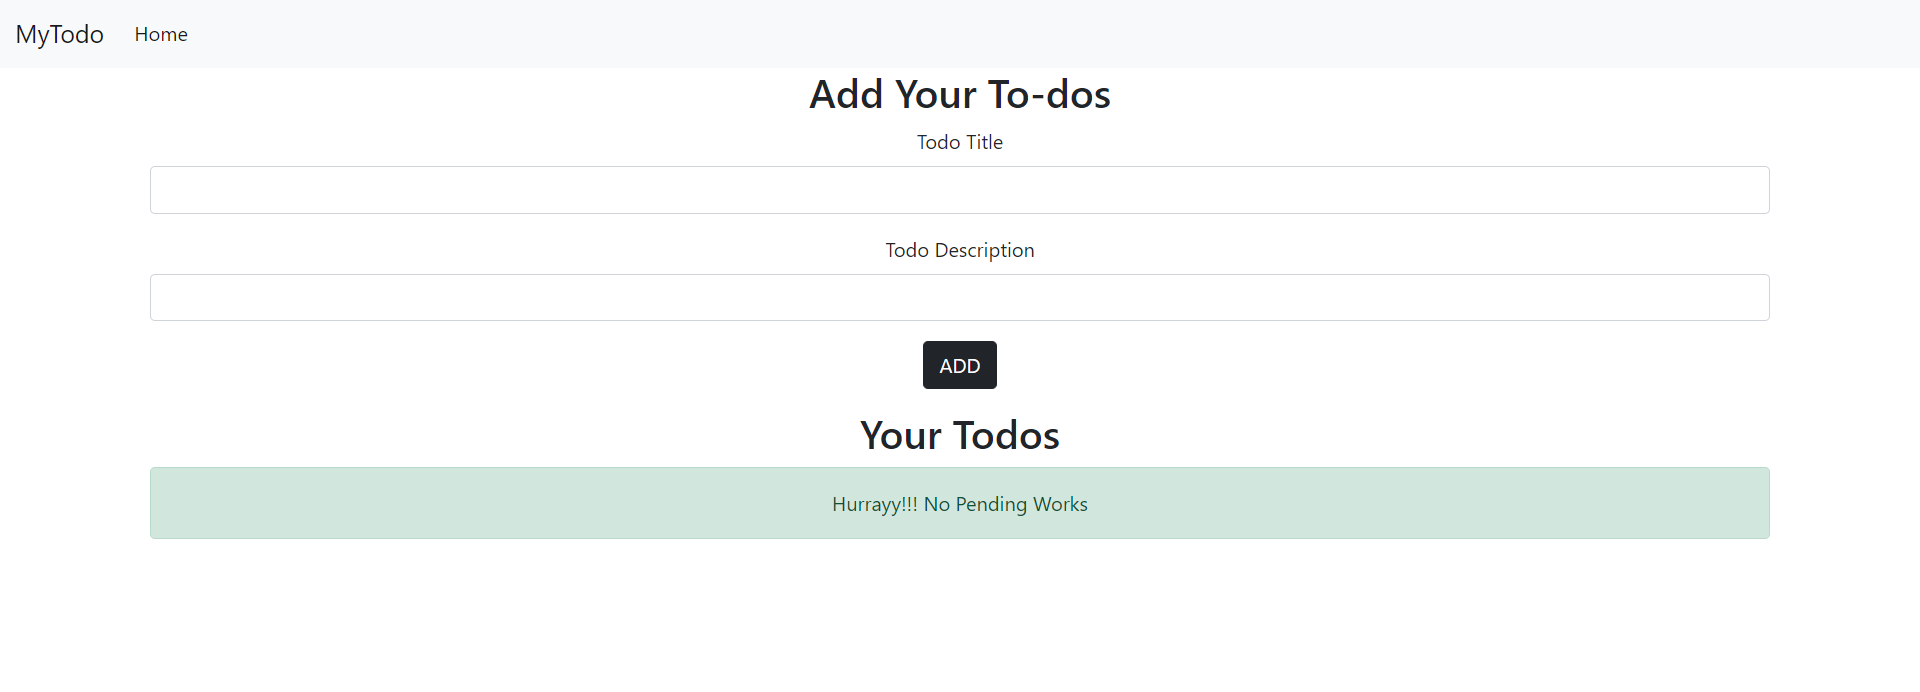 MyTodo Home
Add Your To-dos
Todo Title
Todo Description
ADD
Your Todos
Hurrayy!!! No Pending Works